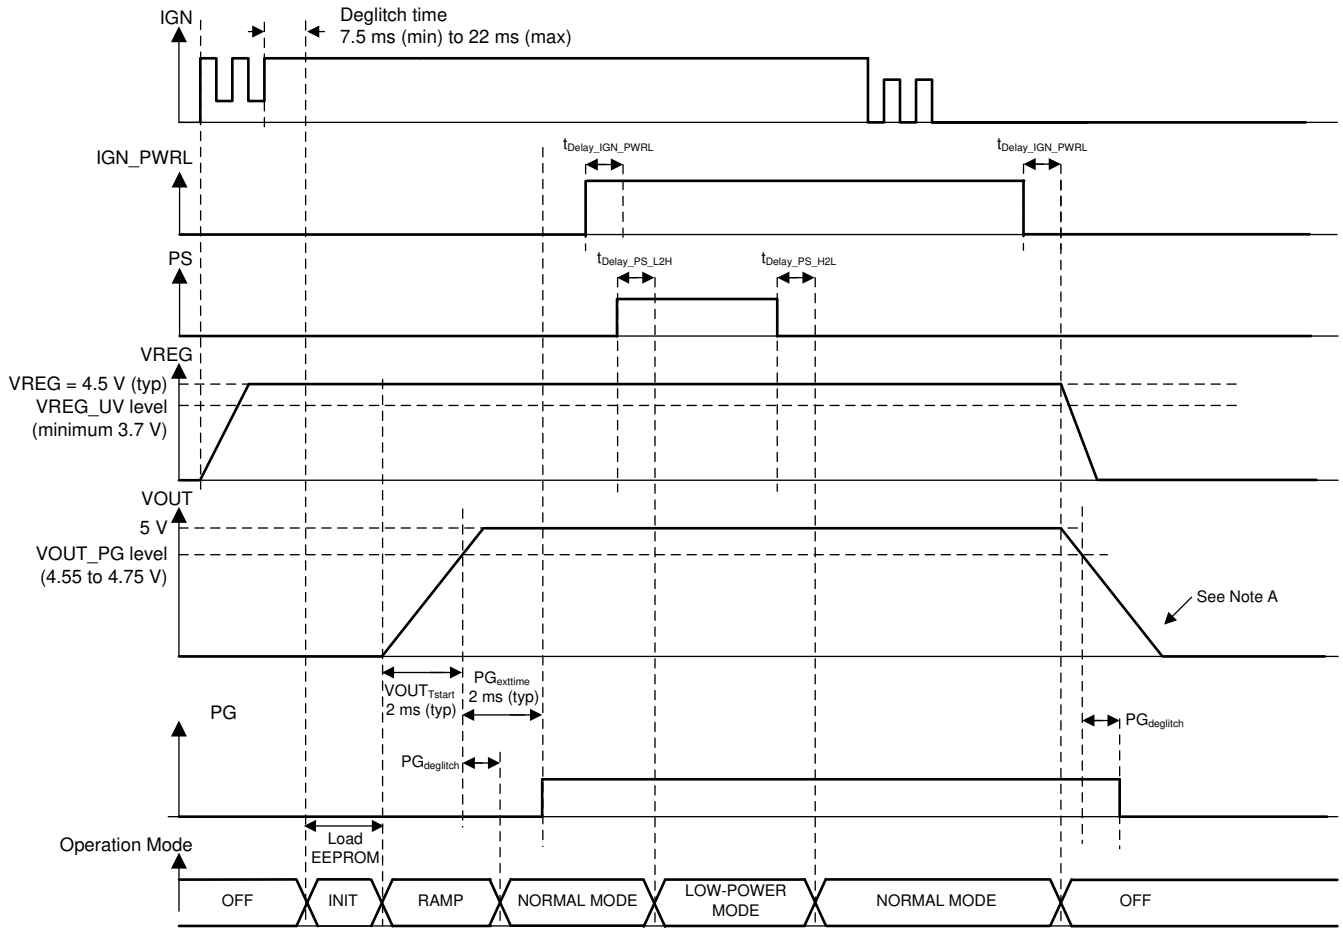 IGN
Deglitch time
7.5 ms (min) to 22 ms (max)
IGN_PWRL
tDelay_IGN_PWRL
tDelay_IGN_PWRL
PS
tDelay_PS_L2H
tDelay_PS_H2L
VREG
VREG = 4.5 V (typ)
VREG_UV level
(minimum 3.7 V)
VOUT
5 V
VOUT_PG level
(4.55 to 4.75 V)
See Note A
VOUTTstart
2 ms (typ)
PGexttime
2 ms (typ)
PG
PGdeglitch
PGdeglitch
Load
EEPROM
Operation Mode
OFF
INIT
RAMP
NORMAL MODE
LOW-POWER
MODE
NORMAL MODE
OFF